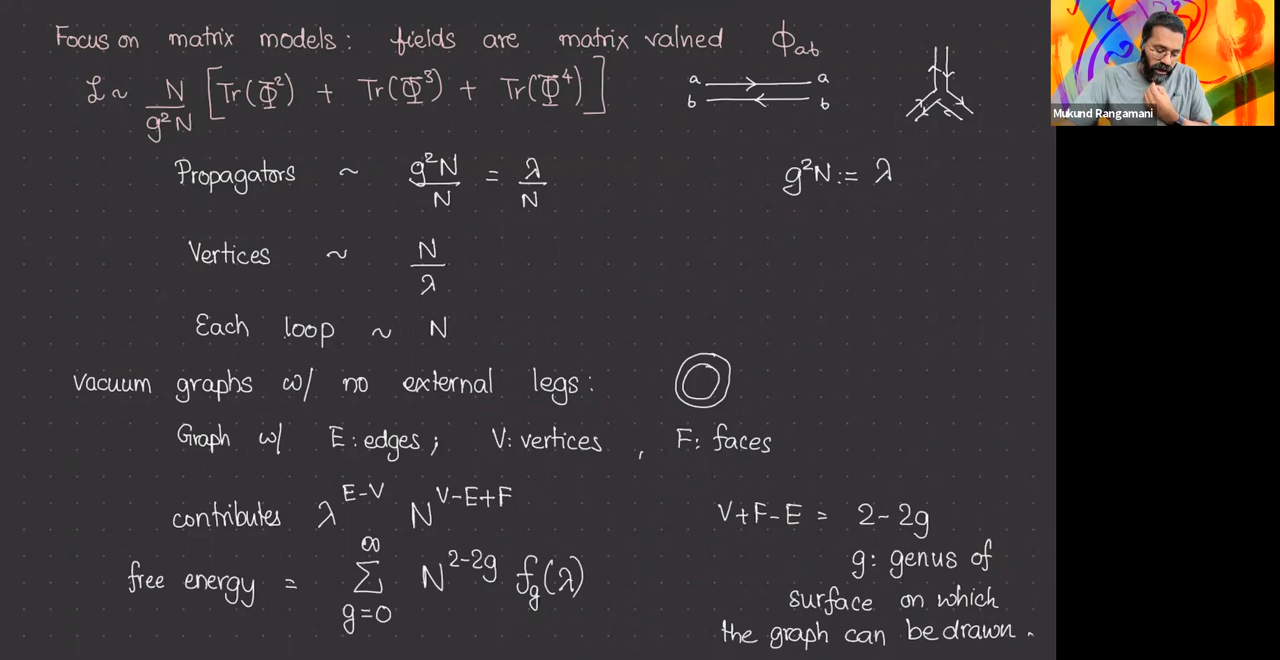 Focus on matrix models: fields are matrix valued Φab
ℒ ~ N/g²N [Tr(Φ²) + Tr(Φ³) + Tr(Φ⁴)]
a a
b b
Mukund Rangamani
Propagators ~ g²N/N = λ/N
g²N := λ
Vertices ~ N/λ
Each loop ~ N
vacuum graphs w/ no external legs:
Graph w/ E: edges; V: vertices, F: faces
contributes λ^(E-V) N^(V-E+F)
V+F-E = 2-2g
free energy = ∑_(g=0)^∞ N^(2-2g) f_g(λ)
g: genus of
surface on which
the graph can be drawn.